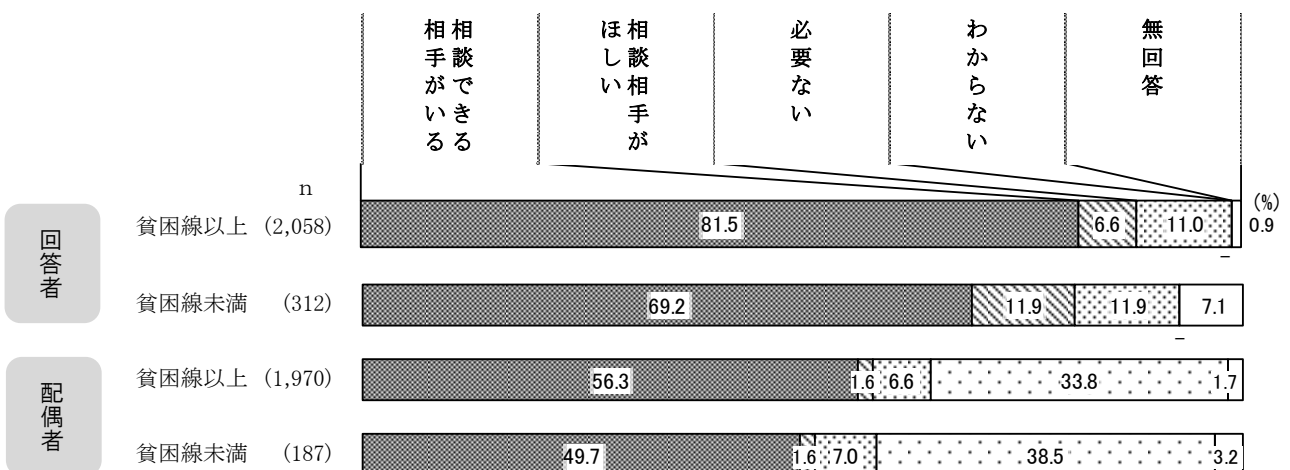 相談できる
相手がいる
相談相手が
ほしい
必要ない
わからない
無回答
n
(%)
回答者
貧困線以上 (2,058)
81.5
6.6
11.0
0.9
–
貧困線未満 (312)
69.2
11.9
11.9
7.1
–
配偶者
貧困線以上 (1,970)
56.3
1.6
6.6
33.8
1.7
貧困線未満 (187)
49.7
1.6
7.0
38.5
3.2